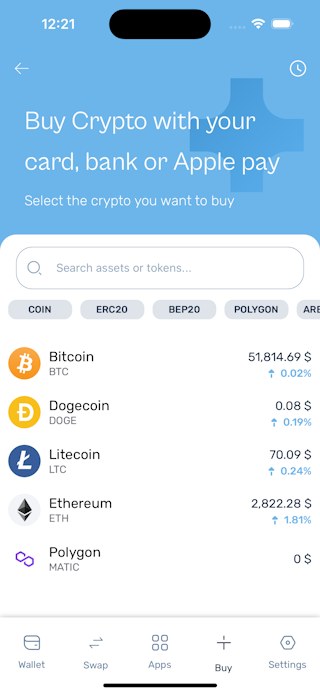 12:21
Buy Crypto with your
card, bank or Apple pay
Select the crypto you want to buy
Search assets or tokens...
COIN ERC20 BEP20 POLYGON ARE
Bitcoin 51,814.69 $
BTC 0.02%
Dogecoin 0.08 $
DOGE 0.19%
Litecoin 70.09 $
LTC 0.24%
Ethereum 2,822.28 $
ETH 1.81%
Polygon 0 $
MATIC
Wallet Swap Apps Buy Settings